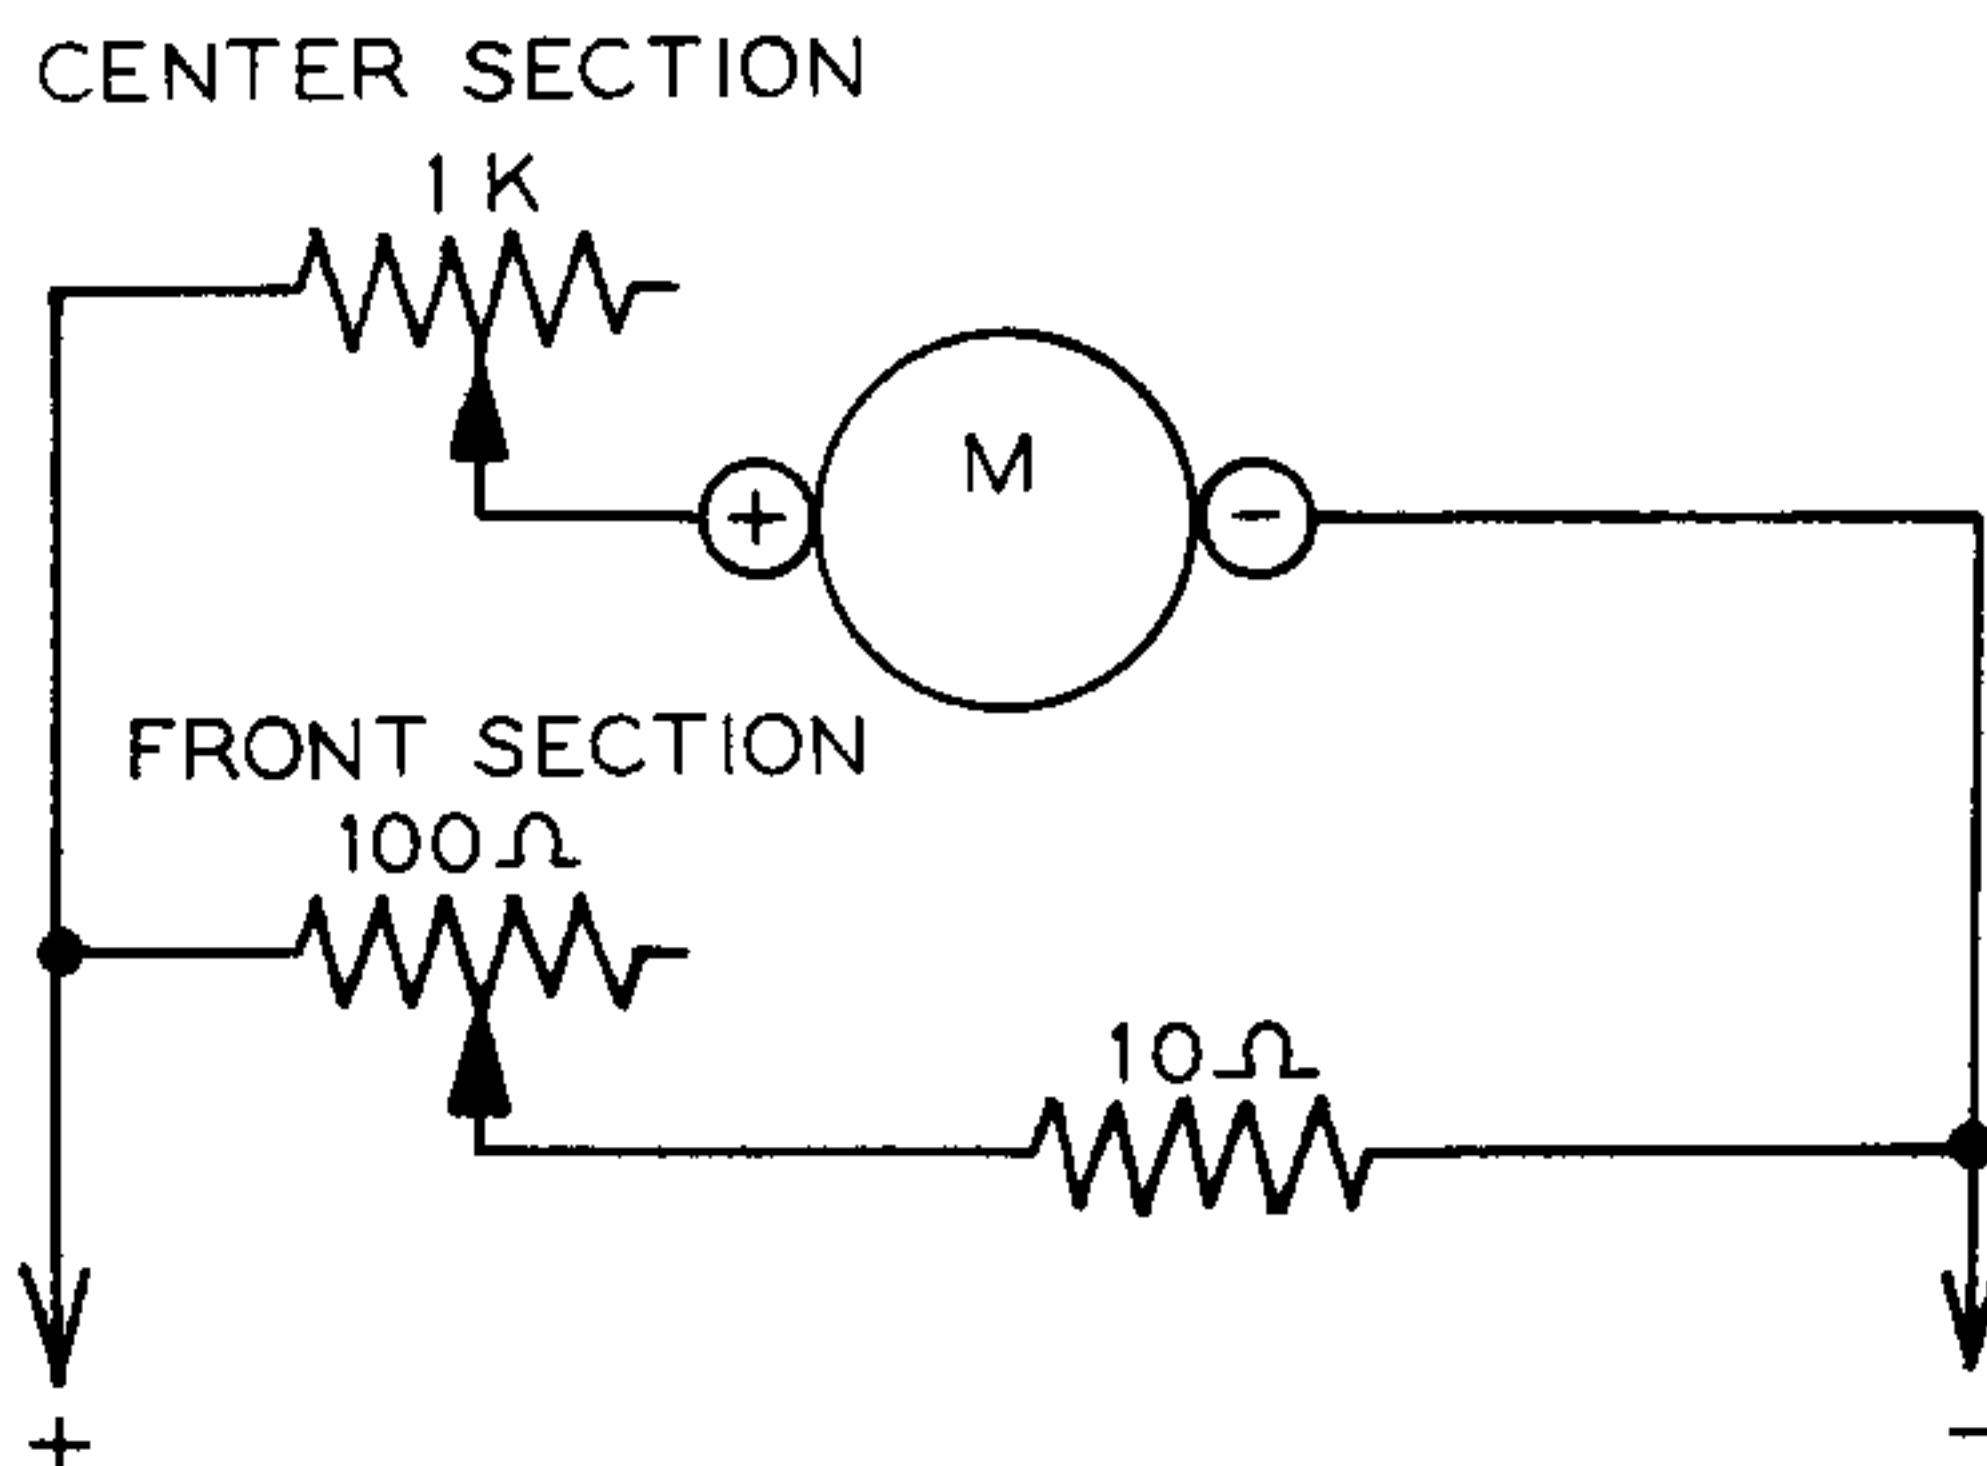 CENTER SECTION
1 K
+ M -
FRONT SECTION
100Ω
10Ω
+ -